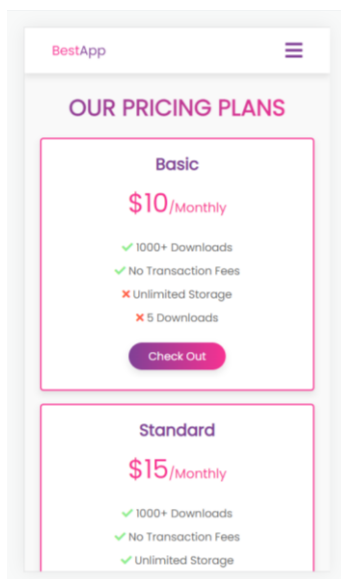 BestApp
OUR PRICING PLANS
Basic
$10/Monthly
1000+ Downloads
No Transaction Fees
Unlimited Storage
5 Downloads
Check Out
Standard
$15/Monthly
1000+ Downloads
No Transaction Fees
Unlimited Storage